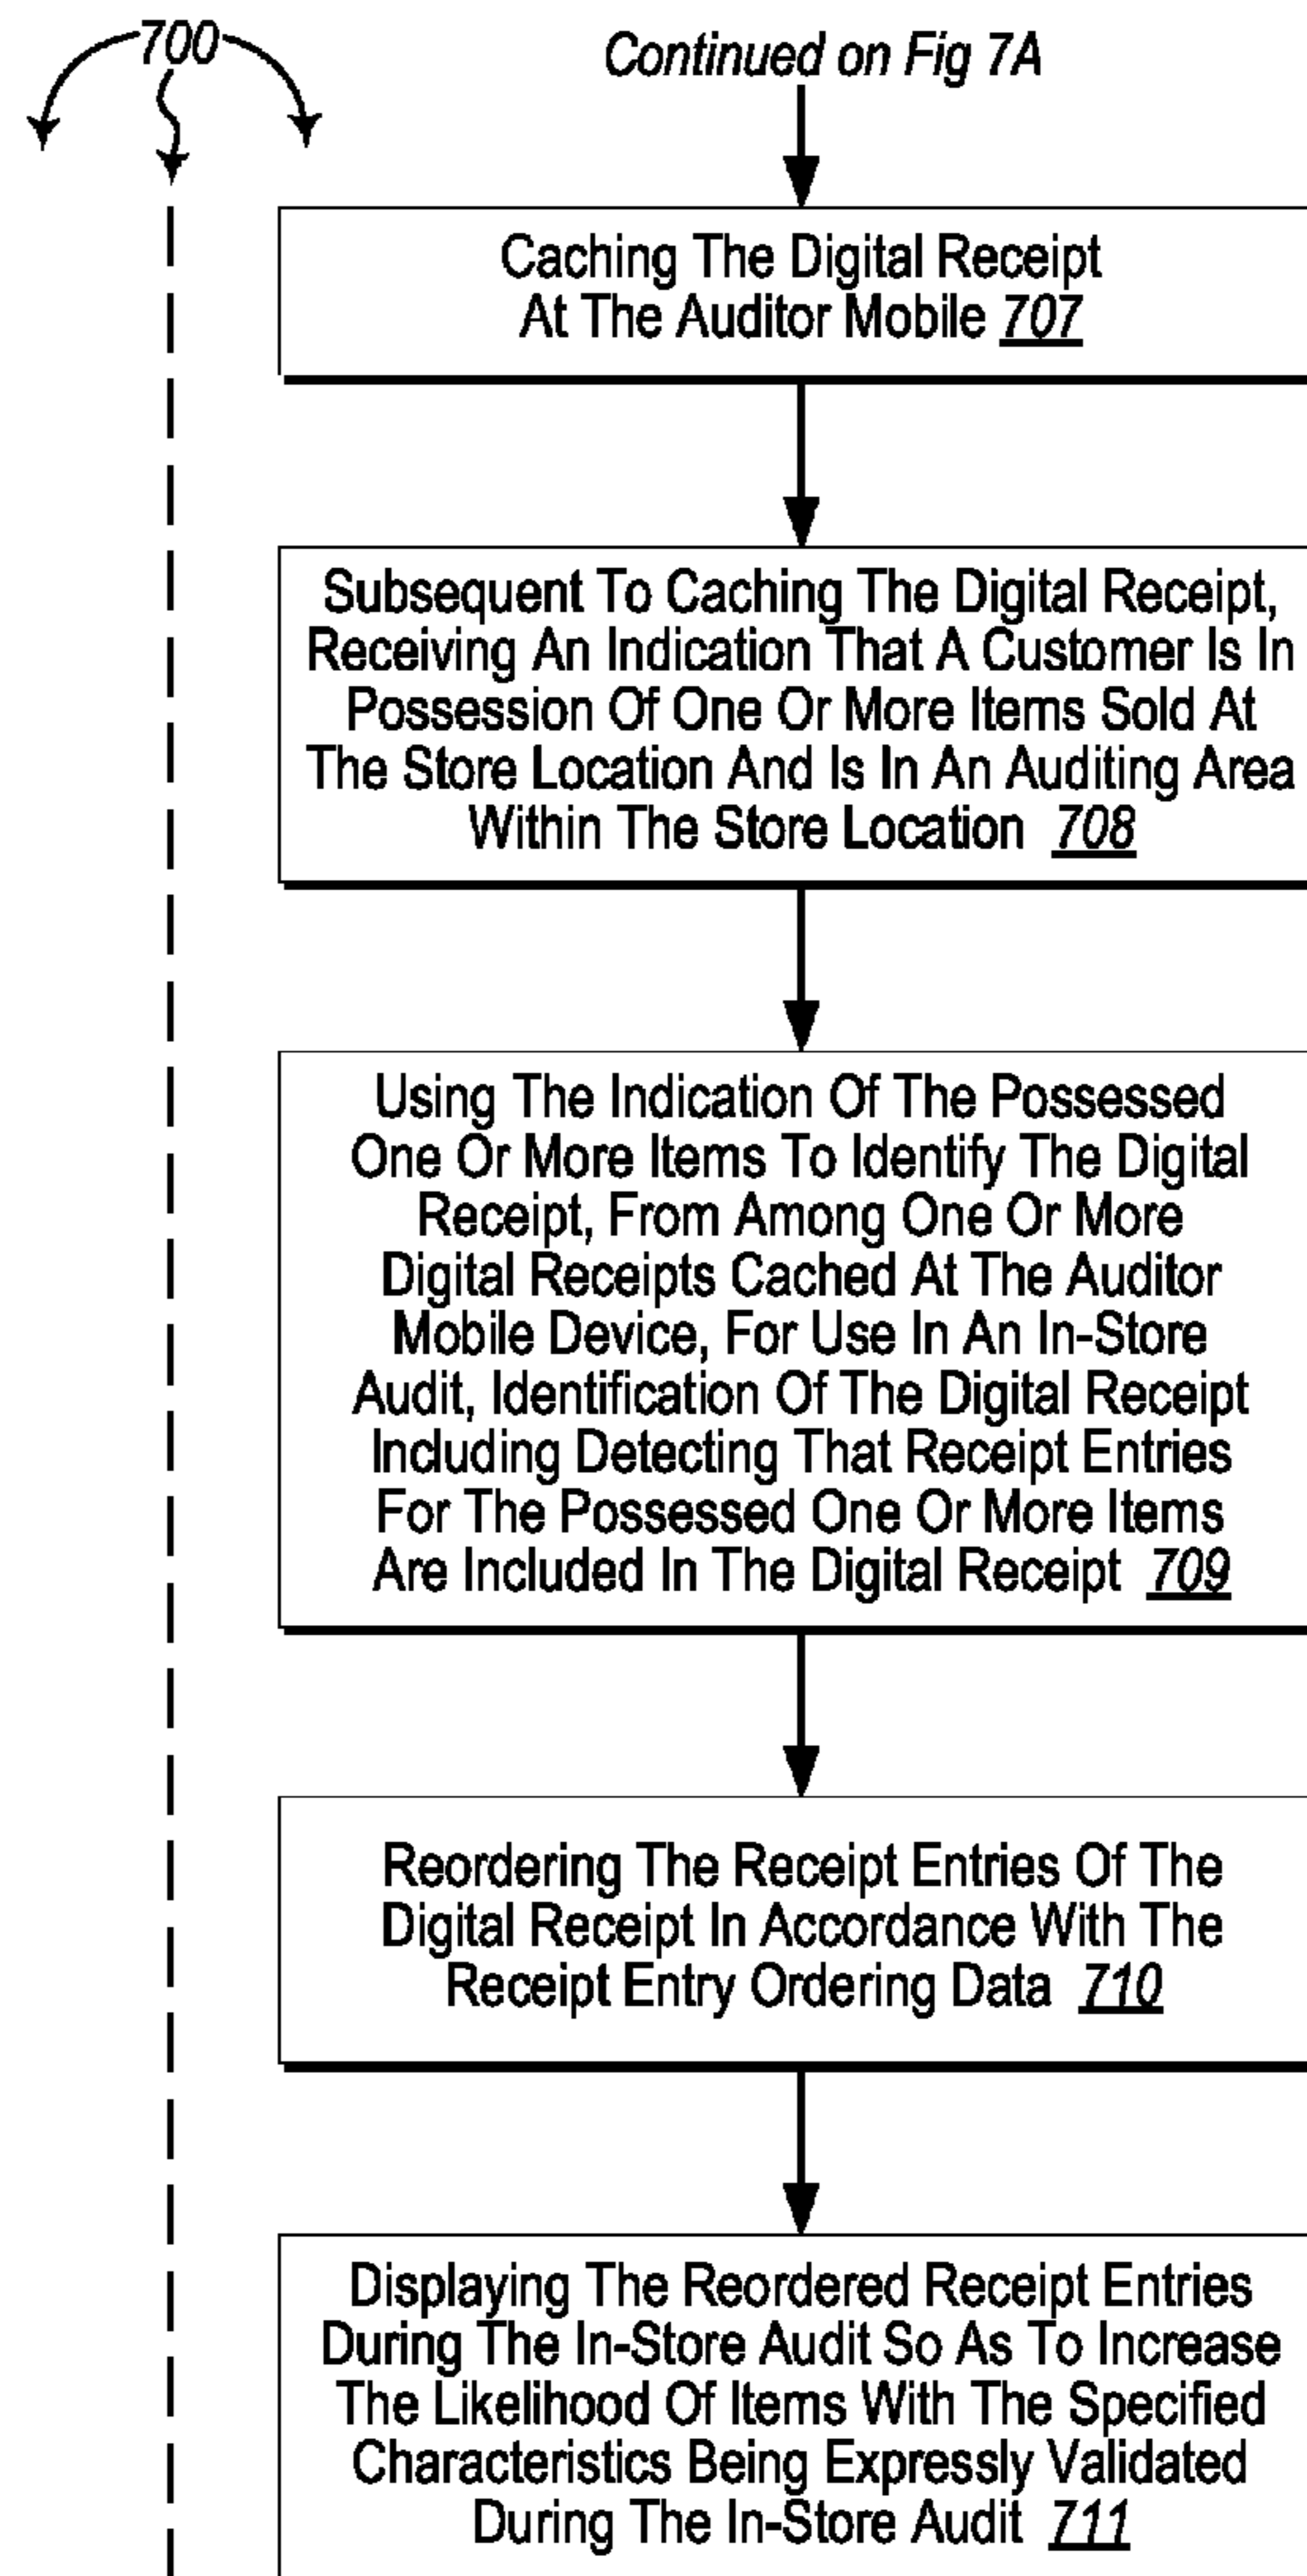 700
Continued on Fig 7A
Caching The Digital Receipt
At The Auditor Mobile 707
Subsequent To Caching The Digital Receipt,
Receiving An Indication That A Customer Is In
Possession Of One Or More Items Sold At
The Store Location And Is In An Auditing Area
Within The Store Location 708
Using The Indication Of The Possessed
One Or More Items To Identify The Digital
Receipt, From Among One Or More
Digital Receipts Cached At The Auditor
Mobile Device, For Use In An In-Store
Audit, Identification Of The Digital Receipt
Including Detecting That Receipt Entries
For The Possessed One Or More Items
Are Included In The Digital Receipt 709
Reordering The Receipt Entries Of The
Digital Receipt In Accordance With The
Receipt Entry Ordering Data 710
Displaying The Reordered Receipt Entries
During The In-Store Audit So As To Increase
The Likelihood Of Items With The Specified
Characteristics Being Expressly Validated
During The In-Store Audit 711